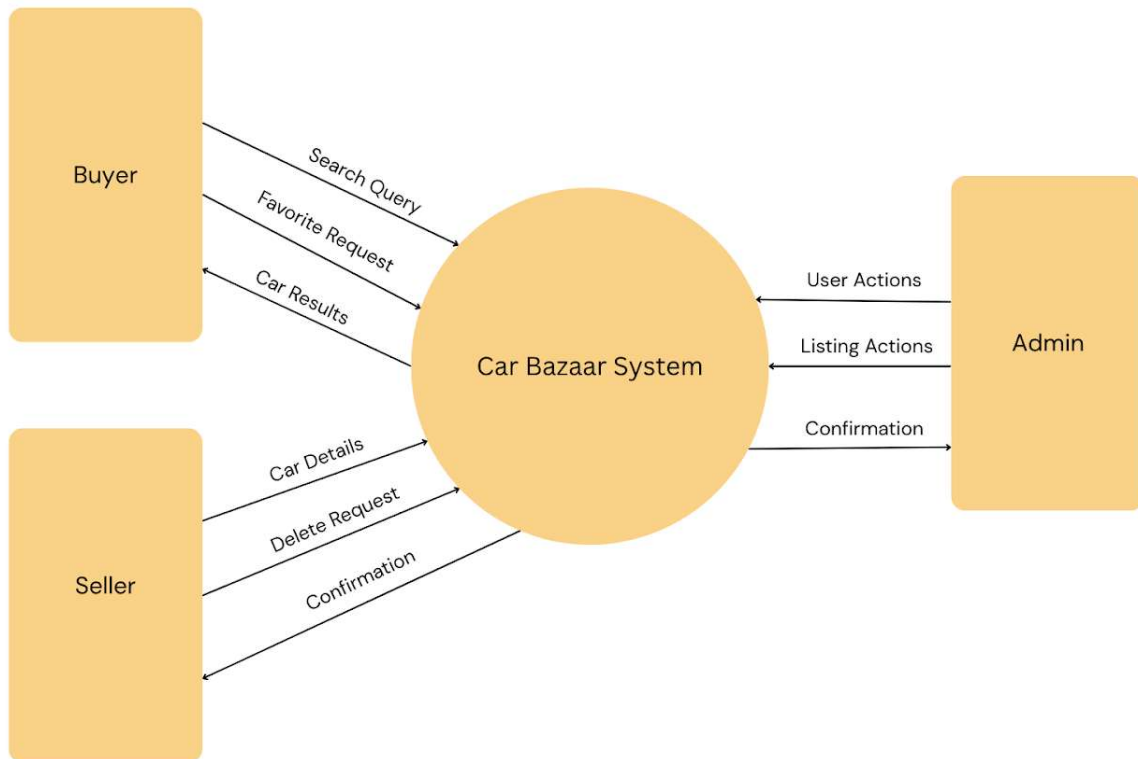 Buyer
Search Query
Favorite Request
Car Results
Car Bazaar System
User Actions
Listing Actions
Confirmation
Admin
Seller
Car Details
Delete Request
Confirmation